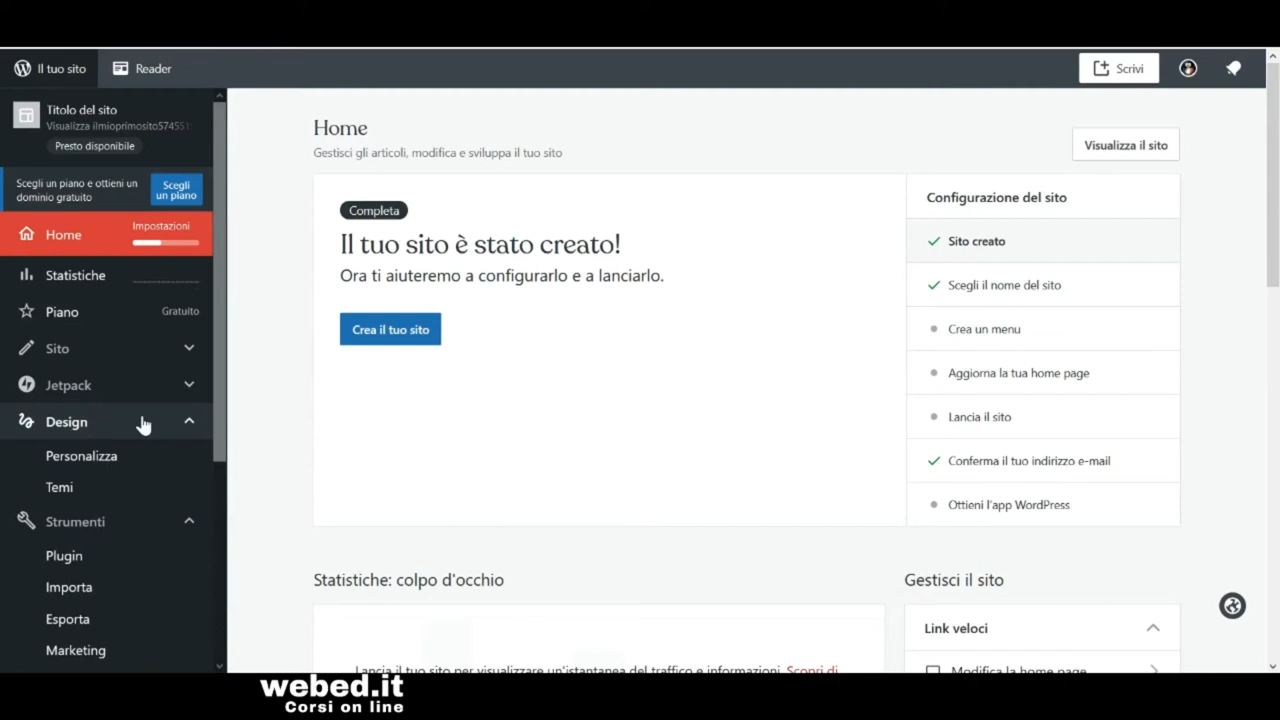 Il tuo sito
Reader
Scrivi
Titolo del sito
Visualizza ilmioprimosito57455
Presto disponibile
Scegli un piano e ottieni un
dominio gratuito
Scegli
un piano
Home
Impostazioni
Statistiche
Piano
Gratuito
Sito
Jetpack
Design
Personalizza
Temi
Strumenti
Plugin
Importa
Esporta
Marketing
Home
Gestisci gli articoli, modifica e sviluppa il tuo sito
Visualizza il sito
Completa
Il tuo sito è stato creato!
Ora ti aiuteremo a configurarlo e a lanciarlo.
Crea il tuo sito
Configurazione del sito
Sito creato
Scegli il nome del sito
Crea un menu
Aggiorna la tua home page
Lancia il sito
Conferma il tuo indirizzo e-mail
Ottieni l'app WordPress
Statistiche: colpo d'occhio
Lancia il tuo sito per visualizzare un'istantanea del traffico e informazioni. Scopri di
Gestisci il sito
Link veloci
Modifica la home page
webed.it
Corsi on line